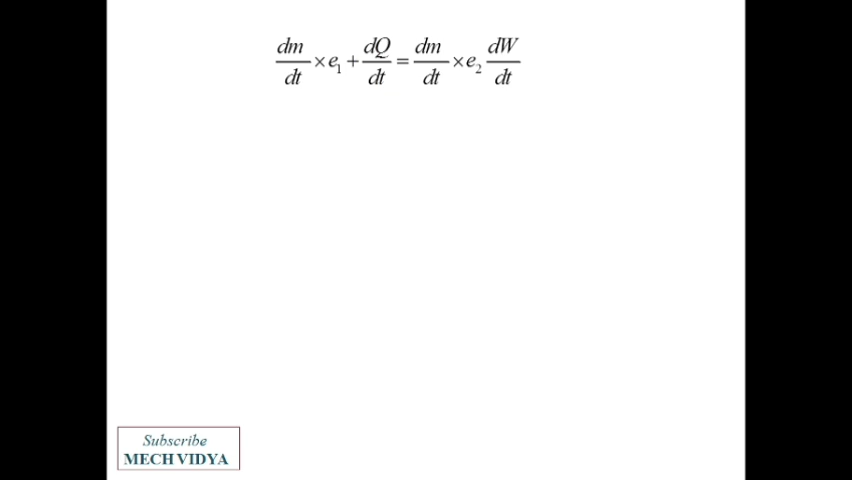 dm/dt × e₁ + dQ/dt = dm/dt × e₂ dW/dt
Subscribe
MECH VIDYA